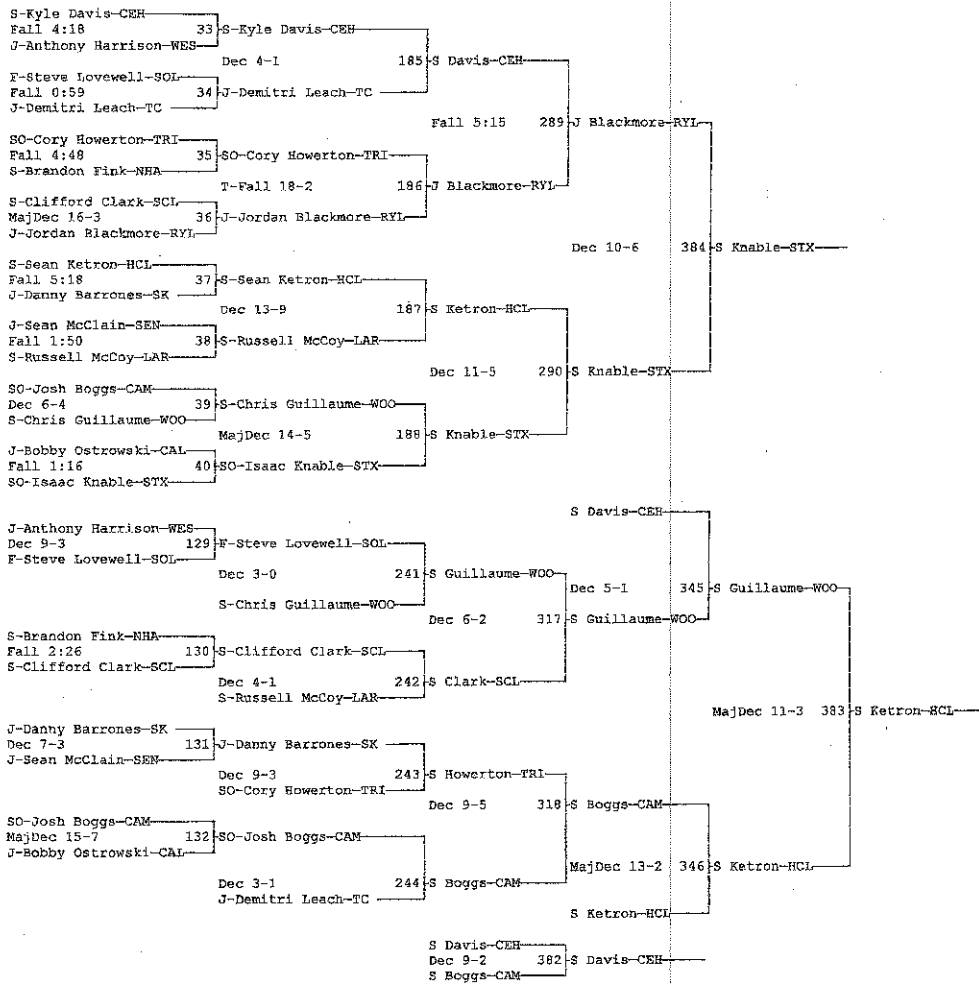 S-Kyle Davis-CEH
Fall 4:18 33 S-Kyle Davis-CEH
J-Anthony Harrison-WES
Dec 4-1 185 S Davis-CEH
F-Steve Lovewell-SOL
Fall 0:59 34 J-Demitri Leach-TC
J-Demitri Leach-TC
Fall 5:15 289 J Blackmore-RYL
SO-Cory Howerton-TRI
Fall 4:48 35 SO-Cory Howerton-TRI
S-Brandon Fink-NHA
T-Fall 18-2 186 J Blackmore-RYL
S-Clifford Clark-SCL
MajDec 16-3 36 J-Jordan Blackmore-RYL
J-Jordan Blackmore-RYL
Dec 10-6 384 S Knable-STX
S-Sean Ketron-HCL
Fall 5:18 37 S-Sean Ketron-HCL
J-Danny Barrones-SK
Dec 13-9 187 S Ketron-HCL
J-Sean McClain-SEN
Fall 1:50 38 S-Russell McCoy-LAR
S-Russell McCoy-LAR
Dec 11-5 290 S Knable-STX
SO-Josh Boggs-CAM
Dec 6-4 39 S-Chris Guillaume-WOO
S-Chris Guillaume-WOO
MajDec 14-5 188 S Knable-STX
J-Bobby Ostrowski-CAL
Fall 1:16 40 SO-Isaac Knable-STX
SO-Isaac Knable-STX
S Davis-CEH
J-Anthony Harrison-WES
Dec 9-3 129 F-Steve Lovewell-SOL
F-Steve Lovewell-SOL
Dec 3-0 241 S Guillaume-WOO Dec 5-1 345 S Guillaume-WOO
S-Chris Guillaume-WOO
Dec 6-2 317 S Guillaume-WOO
S-Brandon Fink-NHA
Fall 2:26 130 S-Clifford Clark-SCL
S-Clifford Clark-SCL
Dec 4-1 242 S Clark-SCL
S-Russell McCoy-LAR
MajDec 11-3 383 S Ketron-HCL
J-Danny Barrones-SK
Dec 7-3 131 J-Danny Barrones-SK
J-Sean McClain-SEN
Dec 9-3 243 S Howerton-TRI
SO-Cory Howerton-TRI
Dec 9-5 318 S Boggs-CAM
SO-Josh Boggs-CAM
MajDec 15-7 132 SO-Josh Boggs-CAM
J-Bobby Ostrowski-CAL
MajDec 13-2 346 S Ketron-HCL
Dec 3-1 244 S Boggs-CAM
J-Demitri Leach-TC
S Ketron-HCL
S Davis-CEH
Dec 9-2 382 S Davis-CEH
S Boggs-CAM